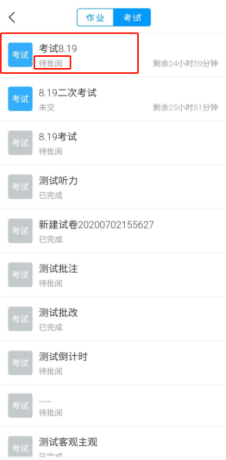 作业 考试
考试 考试8.19
待批阅 剩余24小时59分钟
考试 8.19二次考试
未交 剩余25小时51分钟
考试 8.19考试
待批阅
考试 测试听力
已完成
考试 新建试卷20200702155627
已完成
考试 测试批注
待批阅
考试 测试批改
已完成
考试 测试倒计时
待批阅
考试 ......
待批阅
考试 测试客观主观